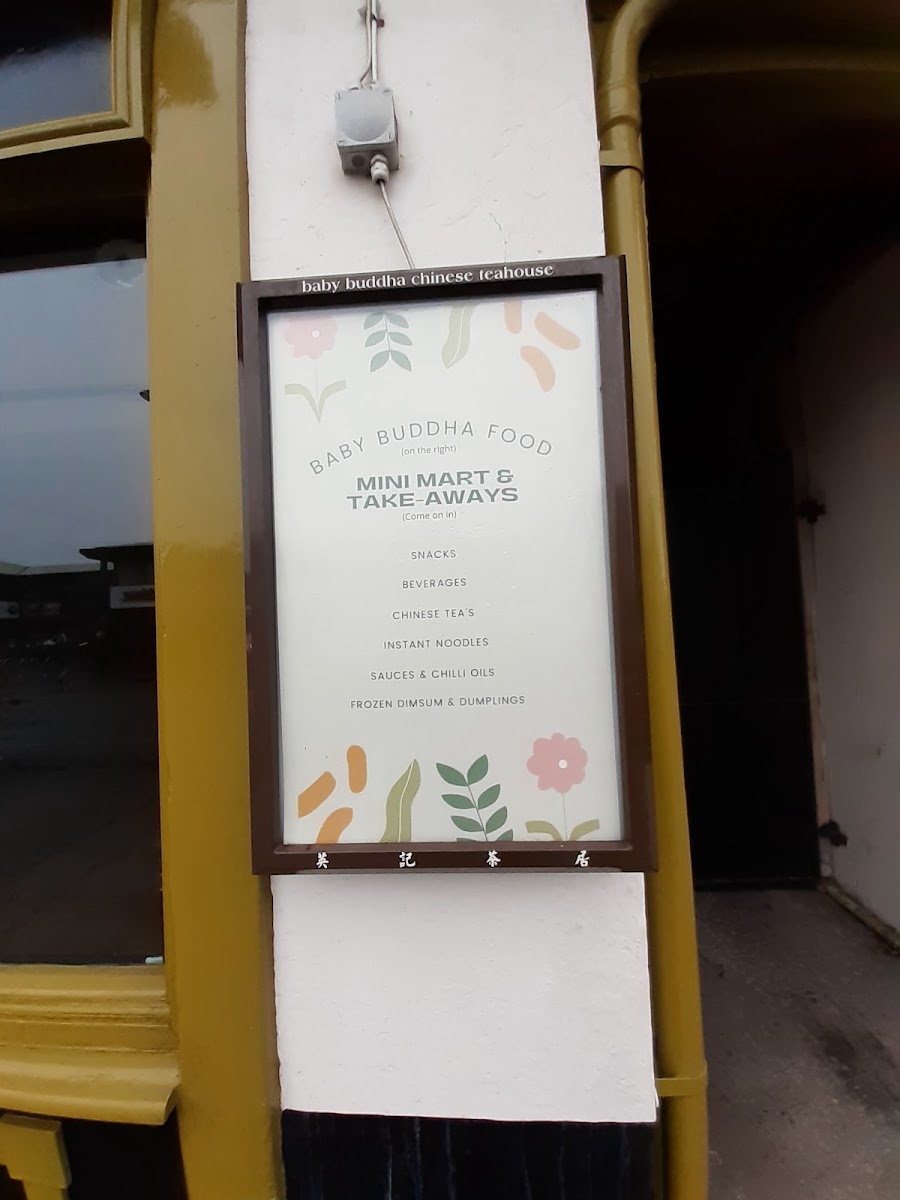 baby buddha chinese teahouse
BABY BUDDHA FOOD
(on the right)
MINI MART &
TAKE-AWAYS
(Come on in)
SNACKS
BEVERAGES
CHINESE TEA'S
INSTANT NOODLES
SAUCES & CHILLI OILS
FROZEN DIMSUM & DUMPLINGS
英記茶居